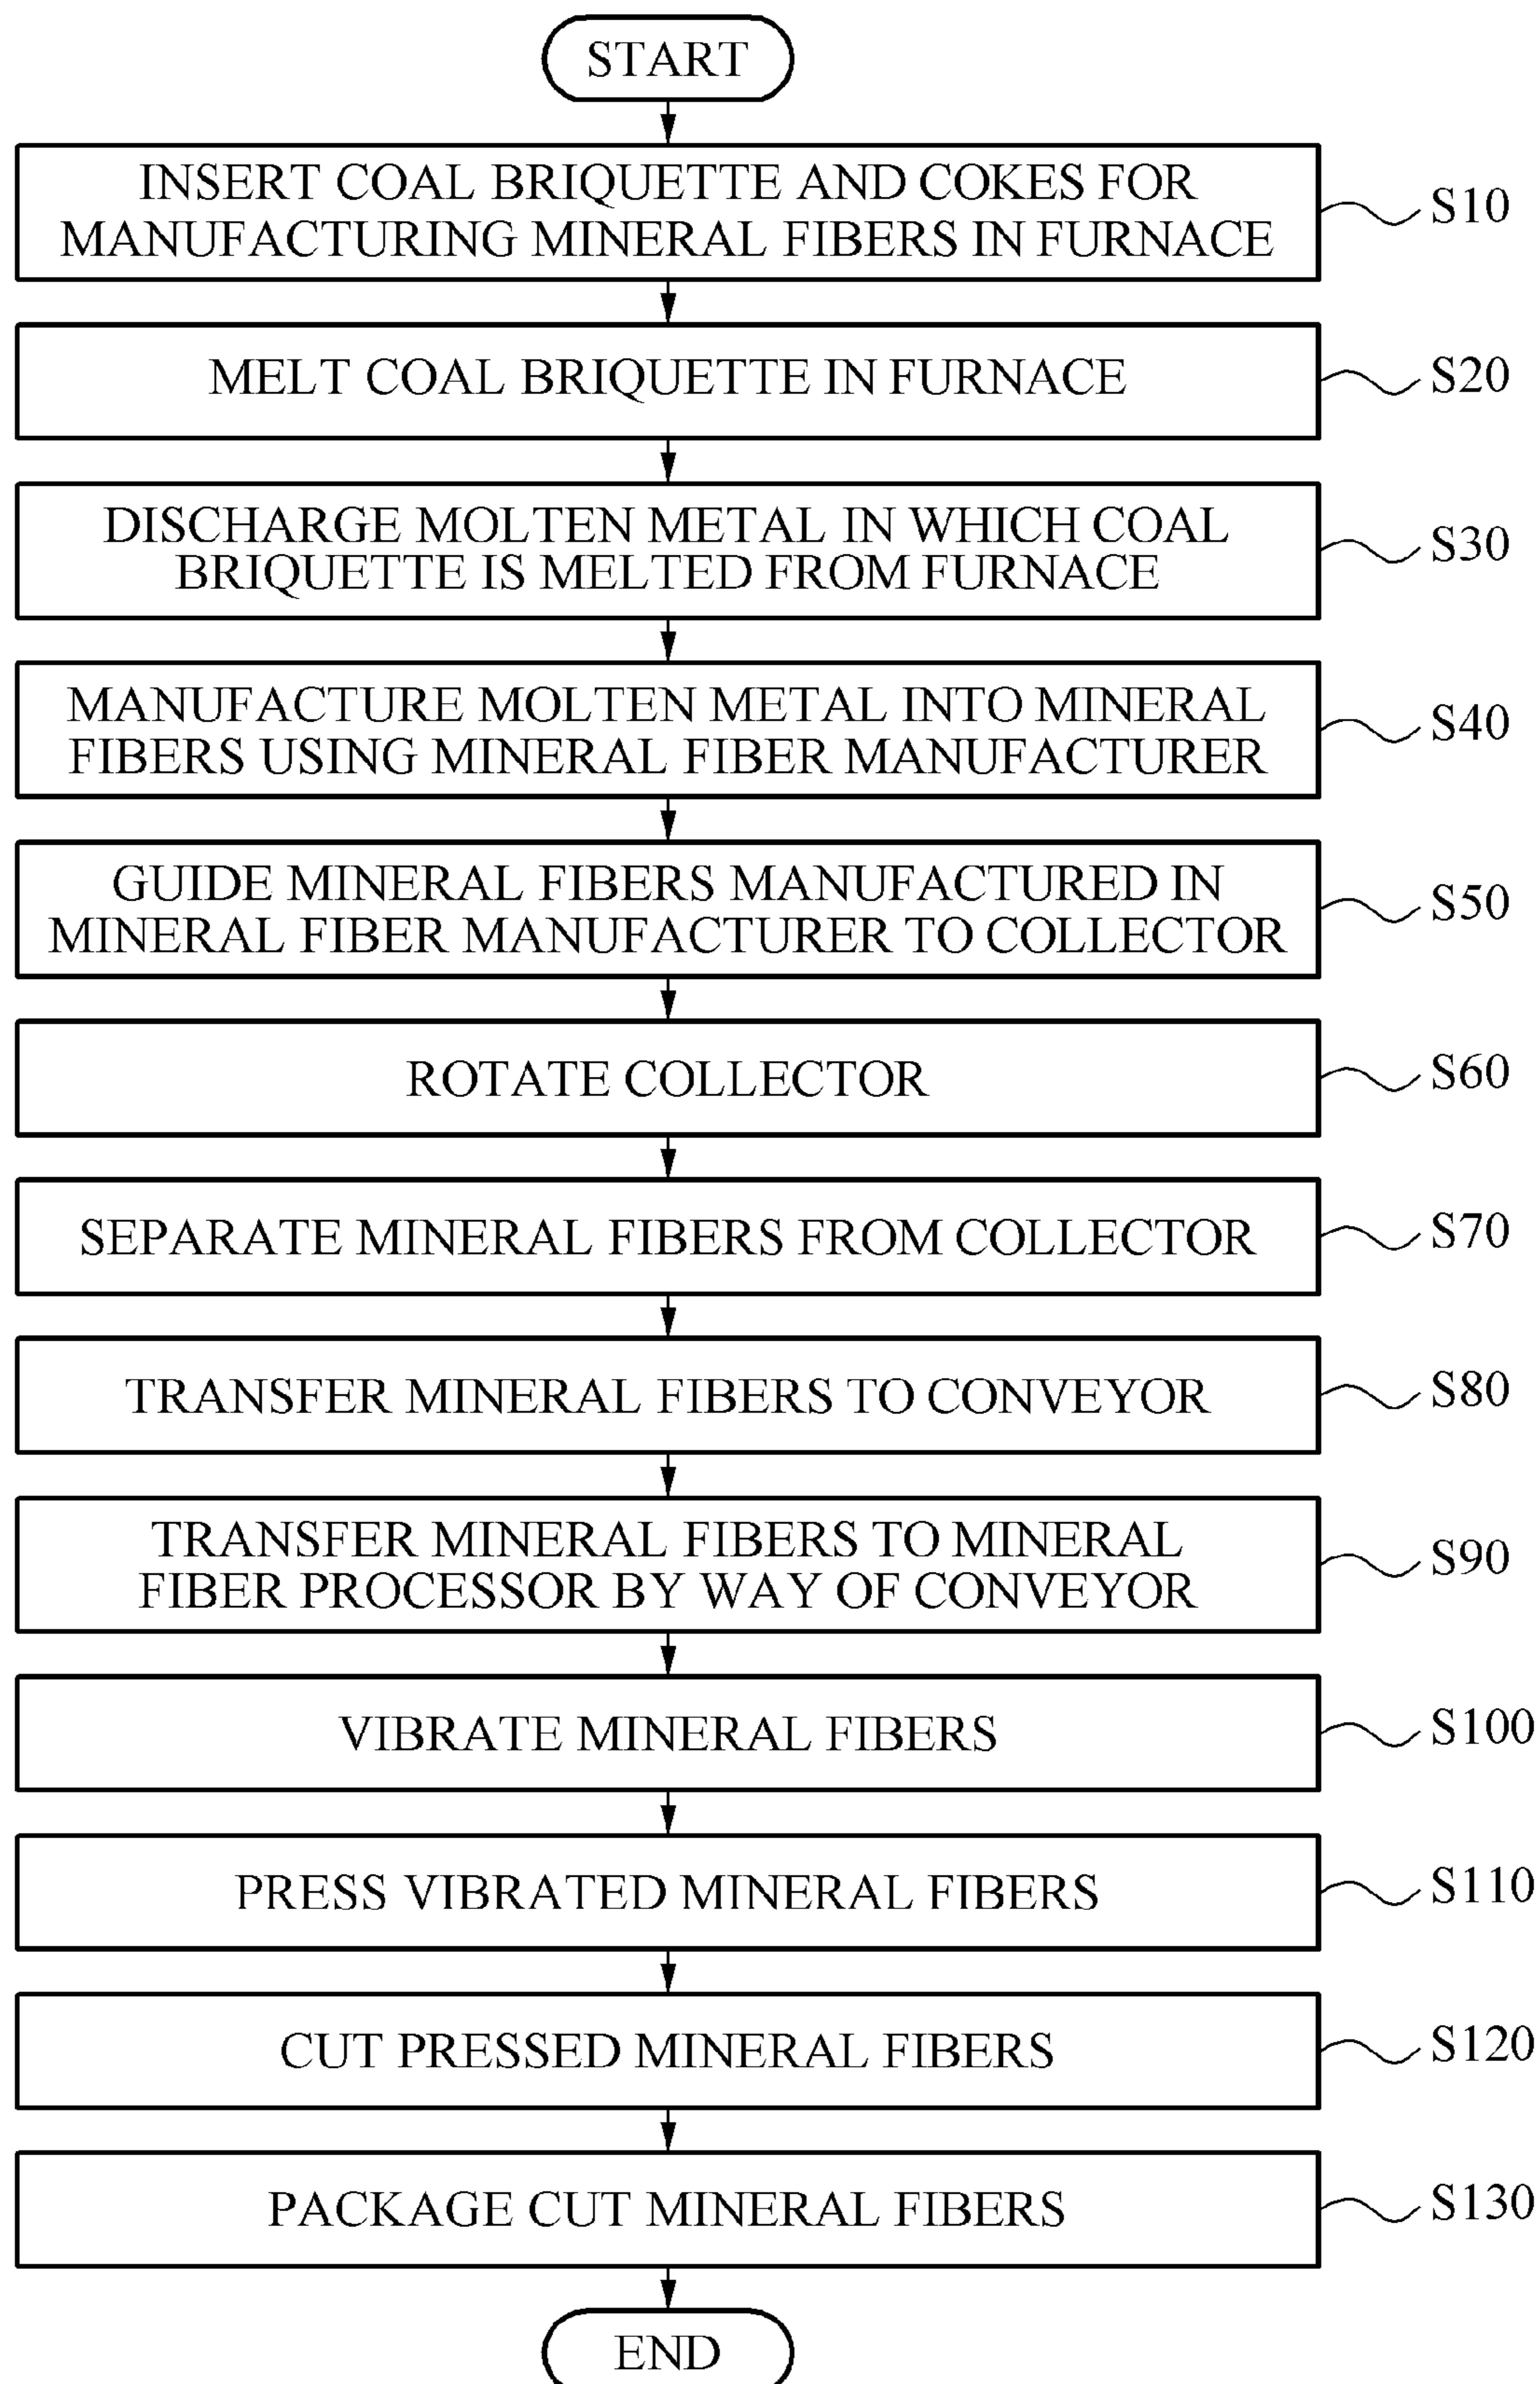 START
INSERT COAL BRIQUETTE AND COKES FOR
MANUFACTURING MINERAL FIBERS IN FURNACE
S10
MELT COAL BRIQUETTE IN FURNACE
S20
DISCHARGE MOLTEN METAL IN WHICH COAL
BRIQUETTE IS MELTED FROM FURNACE
S30
MANUFACTURE MOLTEN METAL INTO MINERAL
FIBERS USING MINERAL FIBER MANUFACTURER
S40
GUIDE MINERAL FIBERS MANUFACTURED IN
MINERAL FIBER MANUFACTURER TO COLLECTOR
S50
ROTATE COLLECTOR
S60
SEPARATE MINERAL FIBERS FROM COLLECTOR
S70
TRANSFER MINERAL FIBERS TO CONVEYOR
S80
TRANSFER MINERAL FIBERS TO MINERAL
FIBER PROCESSOR BY WAY OF CONVEYOR
S90
VIBRATE MINERAL FIBERS
S100
PRESS VIBRATED MINERAL FIBERS
S110
CUT PRESSED MINERAL FIBERS
S120
PACKAGE CUT MINERAL FIBERS
S130
END